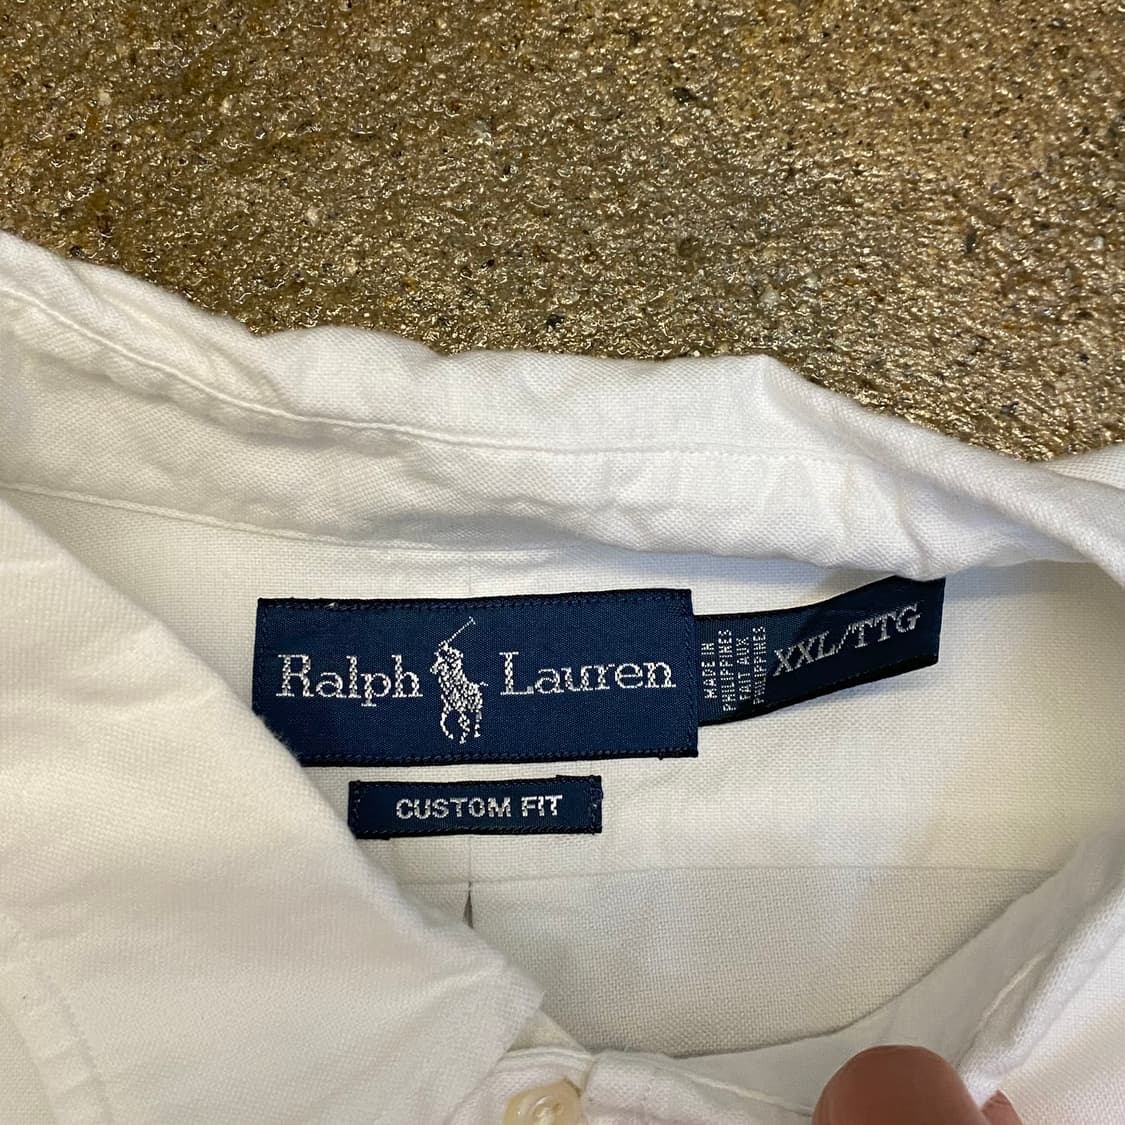 Ralph Lauren
MADE IN
PHILIPPINES
FAIT AUX
PHILIPPINES
XXL/TTG
CUSTOM FIT